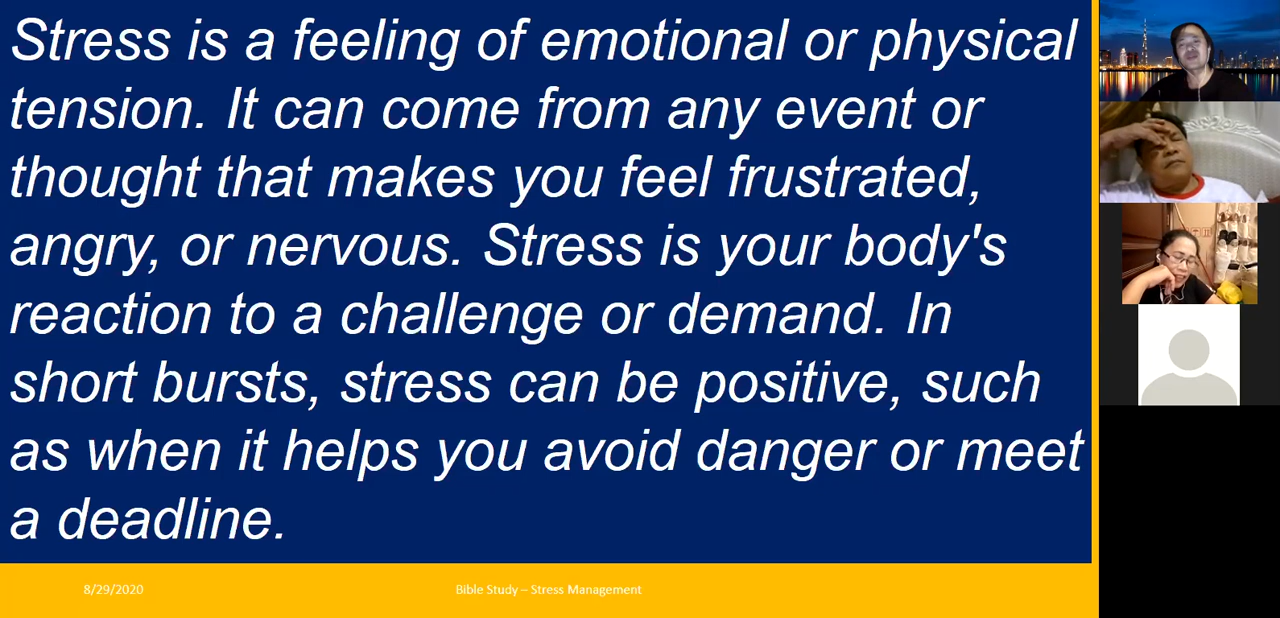 Stress is a feeling of emotional or physical
tension. It can come from any event or
thought that makes you feel frustrated,
angry, or nervous. Stress is your body's
reaction to a challenge or demand. In
short bursts, stress can be positive, such
as when it helps you avoid danger or meet
a deadline.
8/29/2020
Bible Study – Stress Management